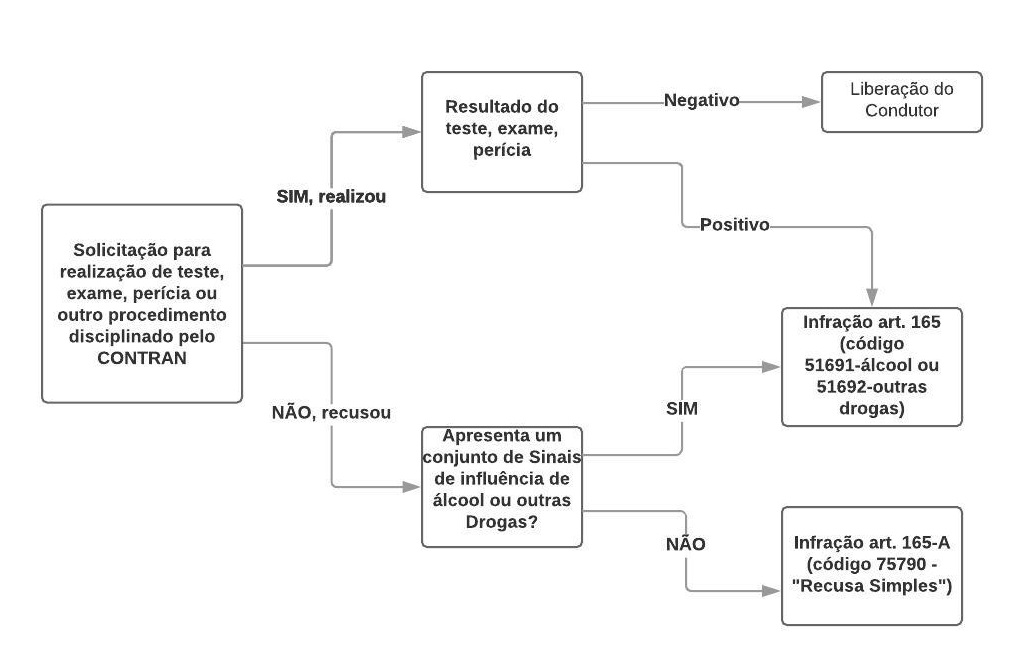 Solicitação para
realização de teste,
exame, perícia ou
outro procedimento
disciplinado pelo
CONTRAN
SIM, realizou
NÃO, recusou
Resultado do
teste, exame,
perícia
Negativo
Positivo
Liberação do
Condutor
Apresenta um
conjunto de Sinais
de influência de
álcool ou outras
Drogas?
SIM
NÃO
Infração art. 165
(código
51691-álcool ou
51692-outras
drogas)
Infração art. 165-A
(código 75790 -
"Recusa Simples")